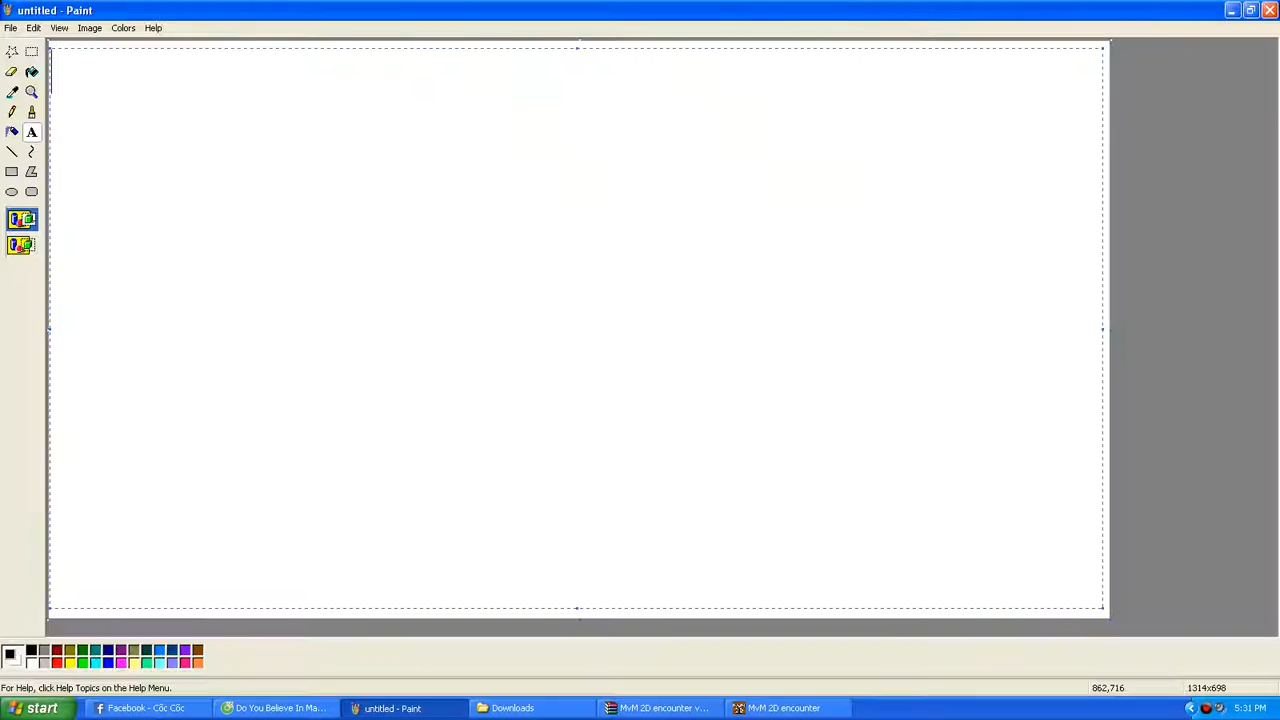 untitled - Paint
File Edit View Image Colors Help
A
For Help, click Help Topics on the Help Menu.
862,716
1314x698
start
Facebook - Cốc Cốc
Do You Believe In Ma...
untitled - Paint
Downloads
MvM 2D encounter v...
MvM 2D encounter
5:31 PM